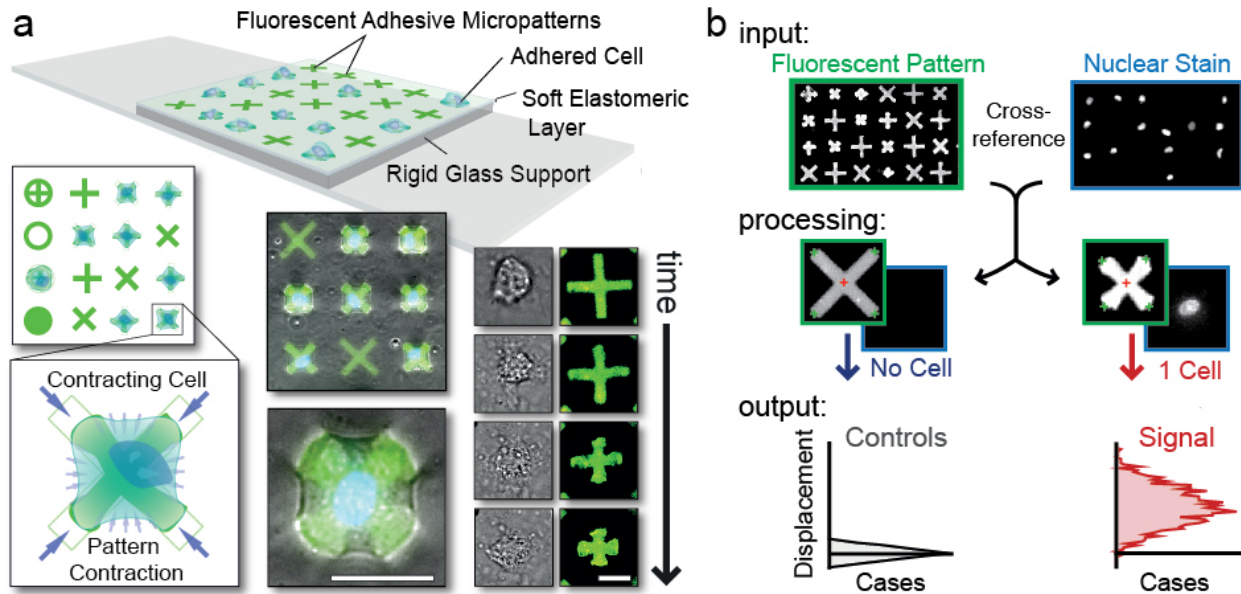 a
Fluorescent Adhesive Micropatterns
Adhered Cell
Soft Elastomeric
Layer
Rigid Glass Support
time
Contracting Cell
Pattern
Contraction
b
input:
Fluorescent Pattern
Nuclear Stain
Cross-
reference
processing:
No Cell
1 Cell
output:
Controls
Signal
Displacement
Cases
Cases